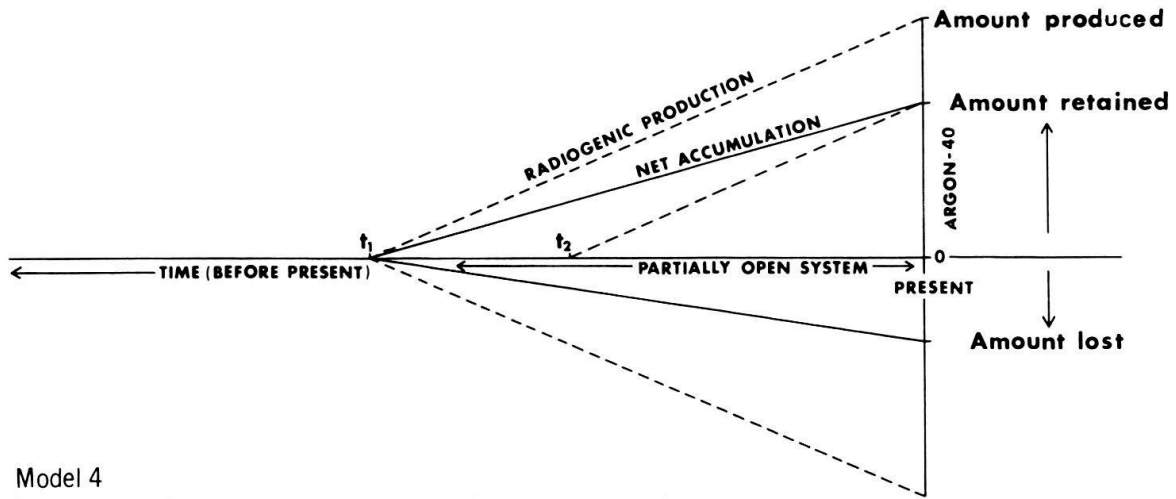 Amount produced
RADIOGENIC PRODUCTION
Amount retained
NET ACCUMULATION
ARGON-40
t₁
t₂
0
TIME (BEFORE PRESENT)
PARTIALLY OPEN SYSTEM
PRESENT
Amount lost
Model 4